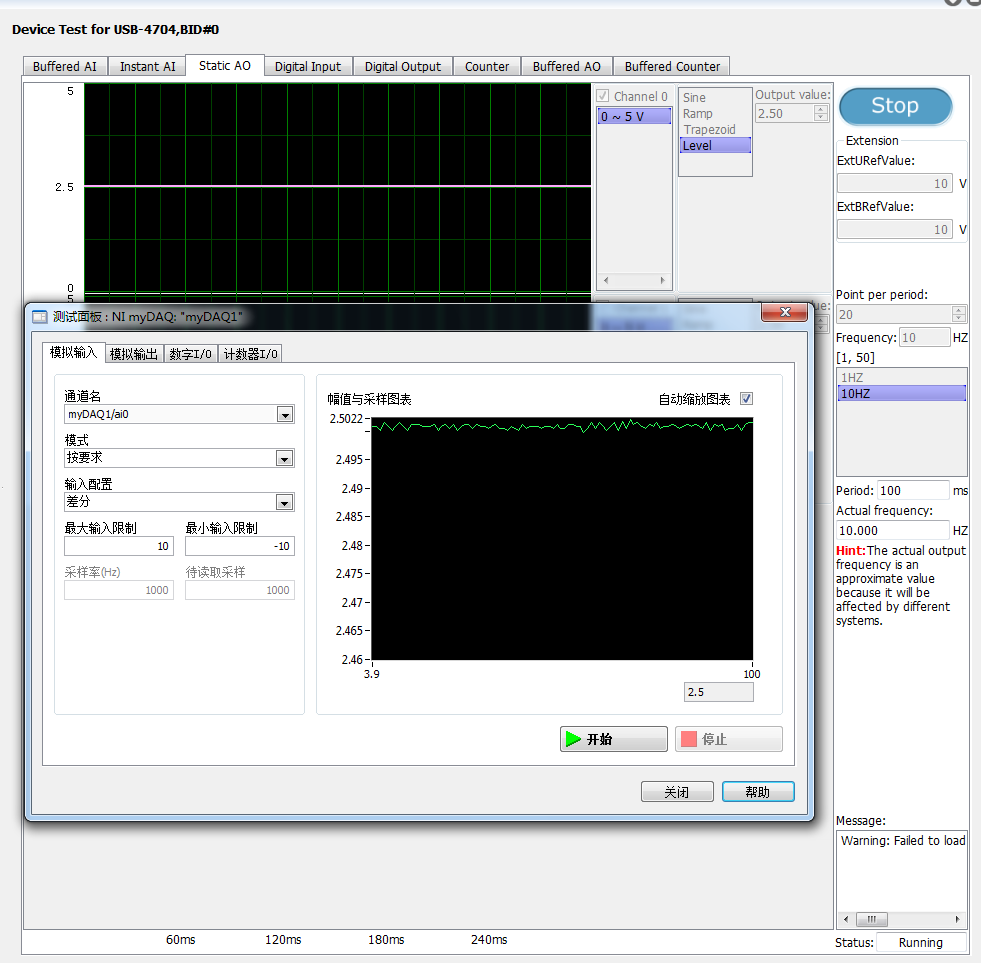 Device Test for USB-4704,BID#0
Buffered AI
Instant AI
Static AO
Digital Input
Digital Output
Counter
Buffered AO
Buffered Counter
5
2.5
0
5
Channel 0
0 ~ 5 V
Sine
Ramp
Trapezoid
Level
Output value:
2.50
Stop
Extension
ExtURefValue:
10 V
ExtBRefValue:
10 V
Point per period:
20
Frequency: 10 HZ
[1, 50]
1HZ
10HZ
Period: 100 ms
Actual frequency:
10.000 HZ
Hint:The actual output
frequency is an
approximate value
because it will be
affected by different
systems.
Message:
Warning: Failed to load
Status: Running
测试面板 : NI myDAQ: "myDAQ1"
模拟输入
模拟输出
数字I/O
计数器I/O
通道名
myDAQ1/ai0
模式
按要求
输入配置
差分
最大输入限制 最小输入限制
10 -10
采样率(Hz) 待读取采样
1000 1000
幅值与采样图表 自动缩放图表
2.5022
2.495
2.49
2.485
2.48
2.475
2.47
2.465
2.46
3.9 100
2.5
开始 停止
关闭 帮助
60ms 120ms 180ms 240ms